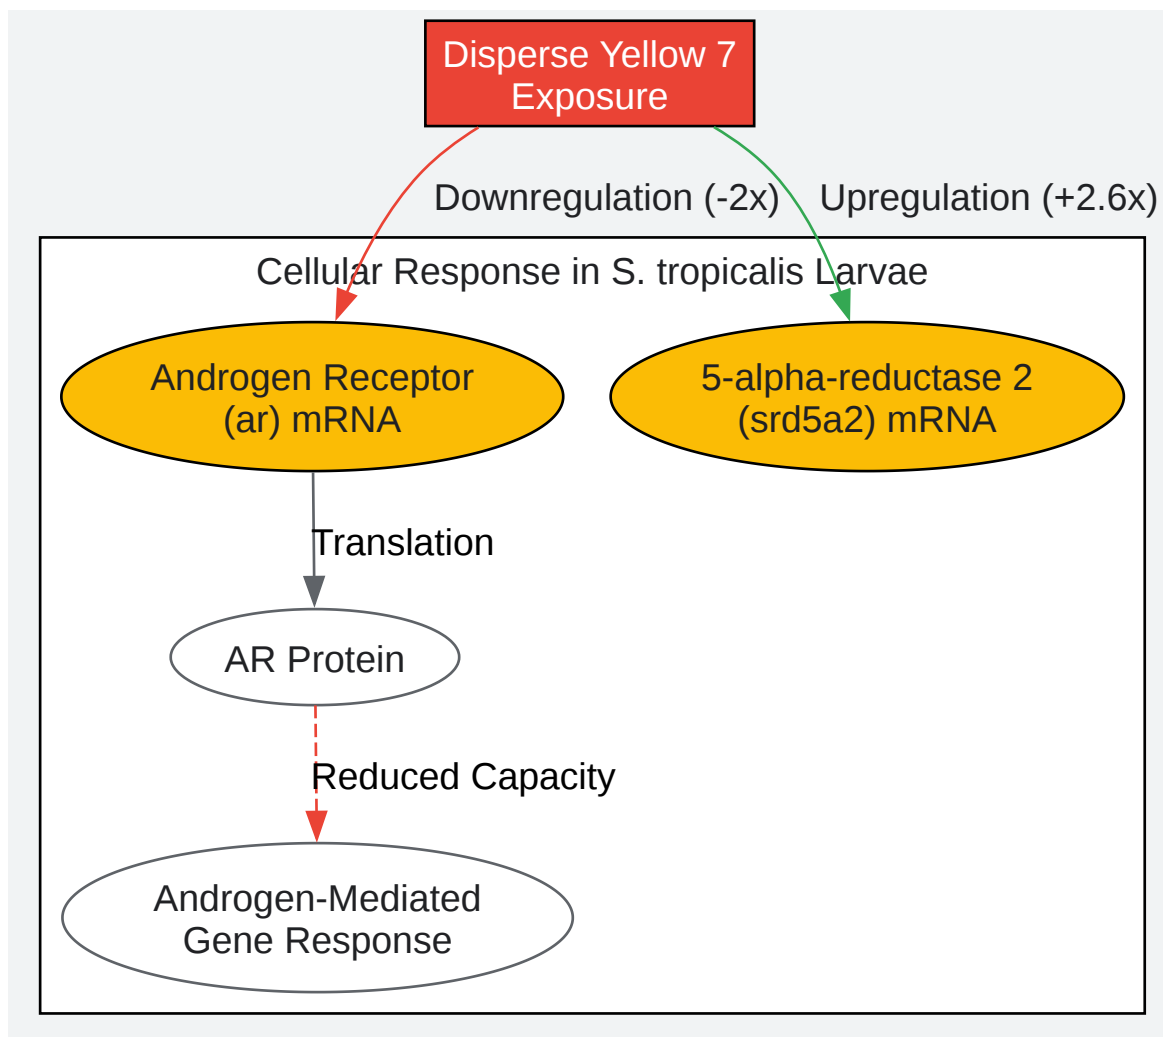 Disperse Yellow 7
Exposure
Downregulation (-2x)
Upregulation (+2.6x)
Cellular Response in S. tropicalis Larvae
Androgen Receptor
(ar) mRNA
5-alpha-reductase 2
(srd5a2) mRNA
Translation
AR Protein
Reduced Capacity
Androgen-Mediated
Gene Response